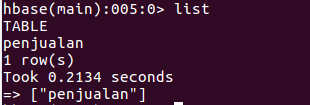 hbase(main):005:0> list
TABLE
penjualan
1 row(s)
Took 0.2134 seconds
=> ["penjualan"]